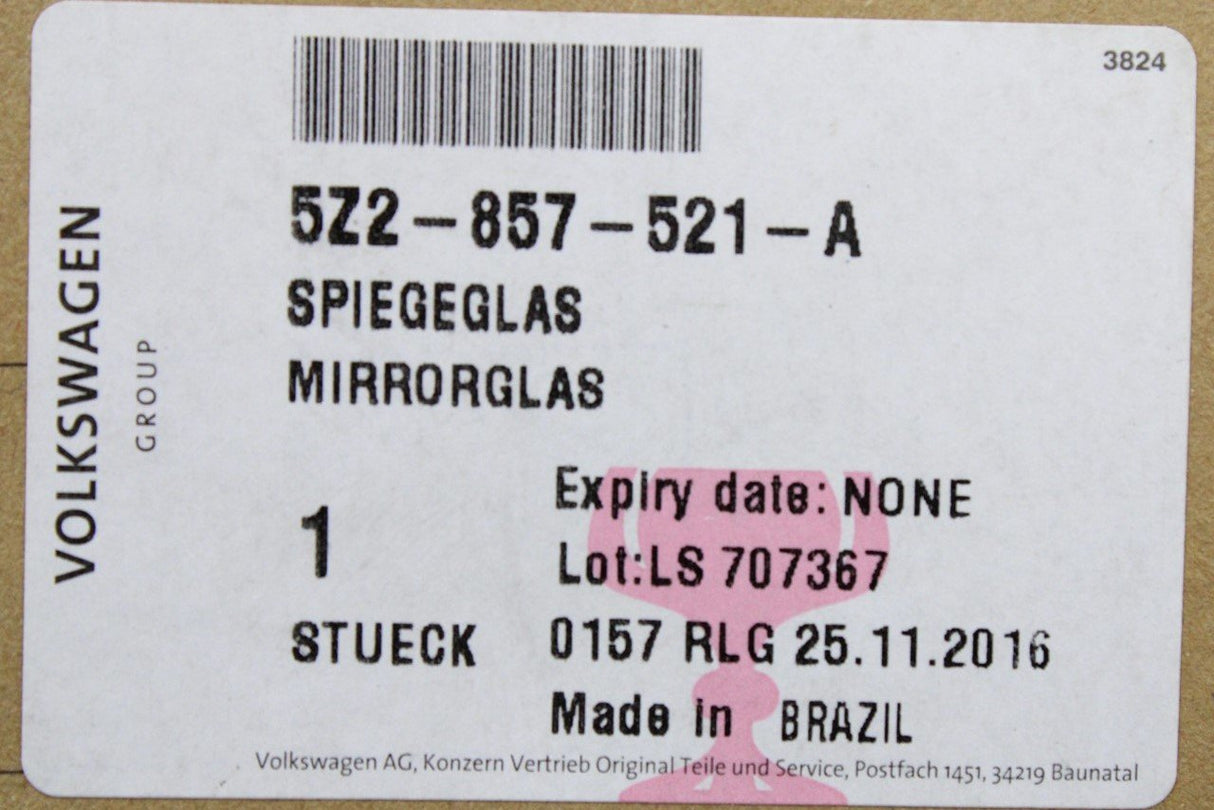 3824
VOLKSWAGEN
GROUP
5Z2-857-521-A
SPIEGEGLAS
MIRRORGLAS
1
STUECK
Expiry date: NONE
Lot:LS 707367
0157 RLG 25.11.2016
Made in BRAZIL
Volkswagen AG, Konzern Vertrieb Original Teile und Service, Postfach 1451, 34219 Baunatal